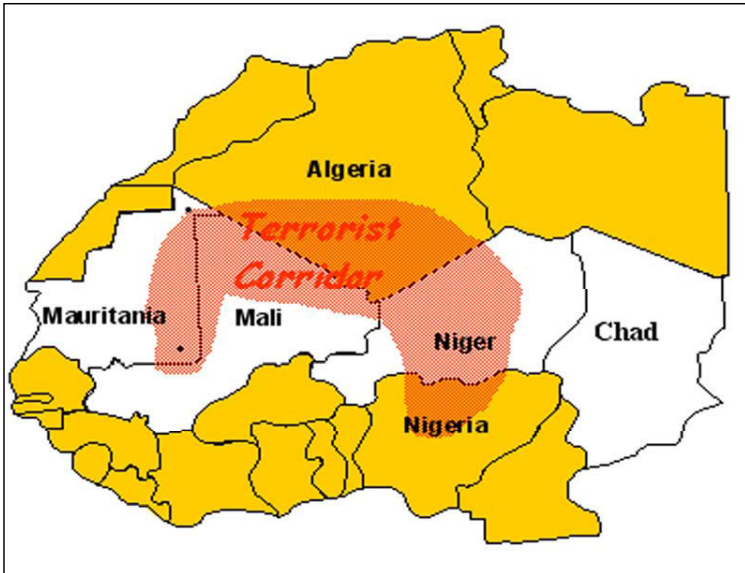 Algeria
Terrorist
Corridor
Mauritania
Mali
Niger
Chad
Nigeria